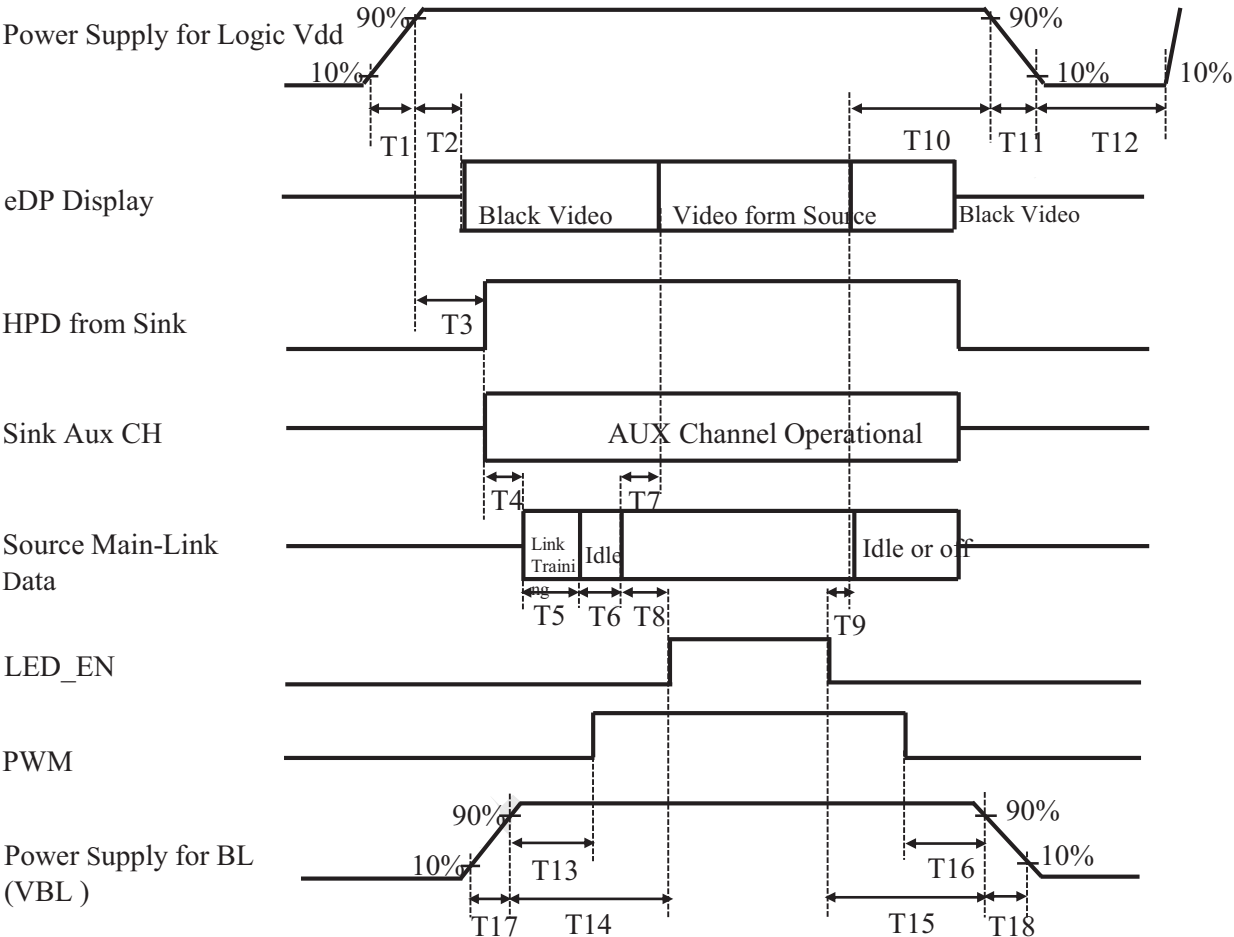 90%
90%
Power Supply for Logic Vdd
10%
10%
10%
T1
T2
T10
T11
T12
eDP Display
Black Video
Video form Source
Black Video
HPD from Sink
T3
Sink Aux CH
AUX Channel Operational
T4
T7
Source Main-Link
Data
Link
Traini
ng
Idle
Idle or off
T5
T6
T8
T9
LED_EN
PWM
90%
90%
Power Supply for BL
(VBL )
10%
10%
T13
T16
T17
T14
T15
T18